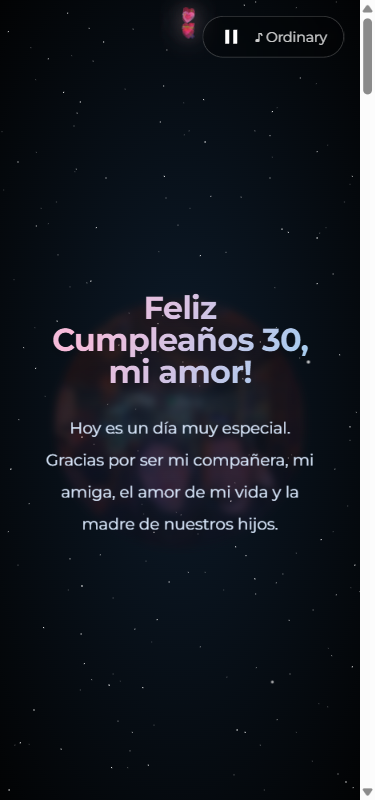 ♪ Ordinary
Feliz
Cumpleaños 30,
mi amor!
Hoy es un día muy especial.
Gracias por ser mi compañera, mi
amiga, el amor de mi vida y la
madre de nuestros hijos.